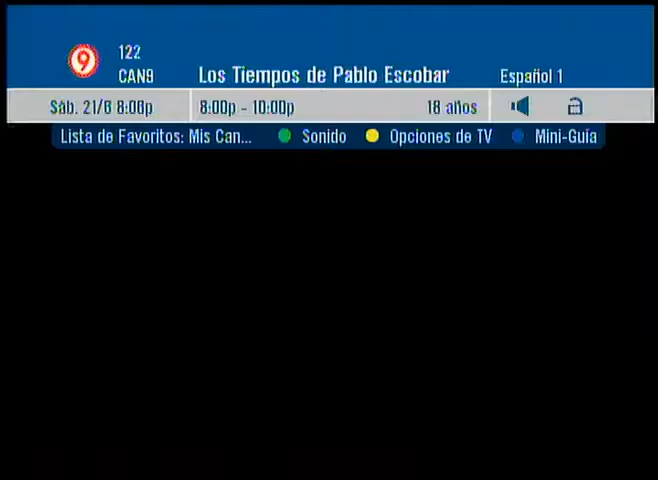 9
122
CAN9
Los Tiempos de Pablo Escobar
Español 1
Sáb. 21/6 8:00p
8:00p - 10:00p
18 años
Lista de Favoritos: Mis Can...
Sonido
Opciones de TV
Mini-Guía